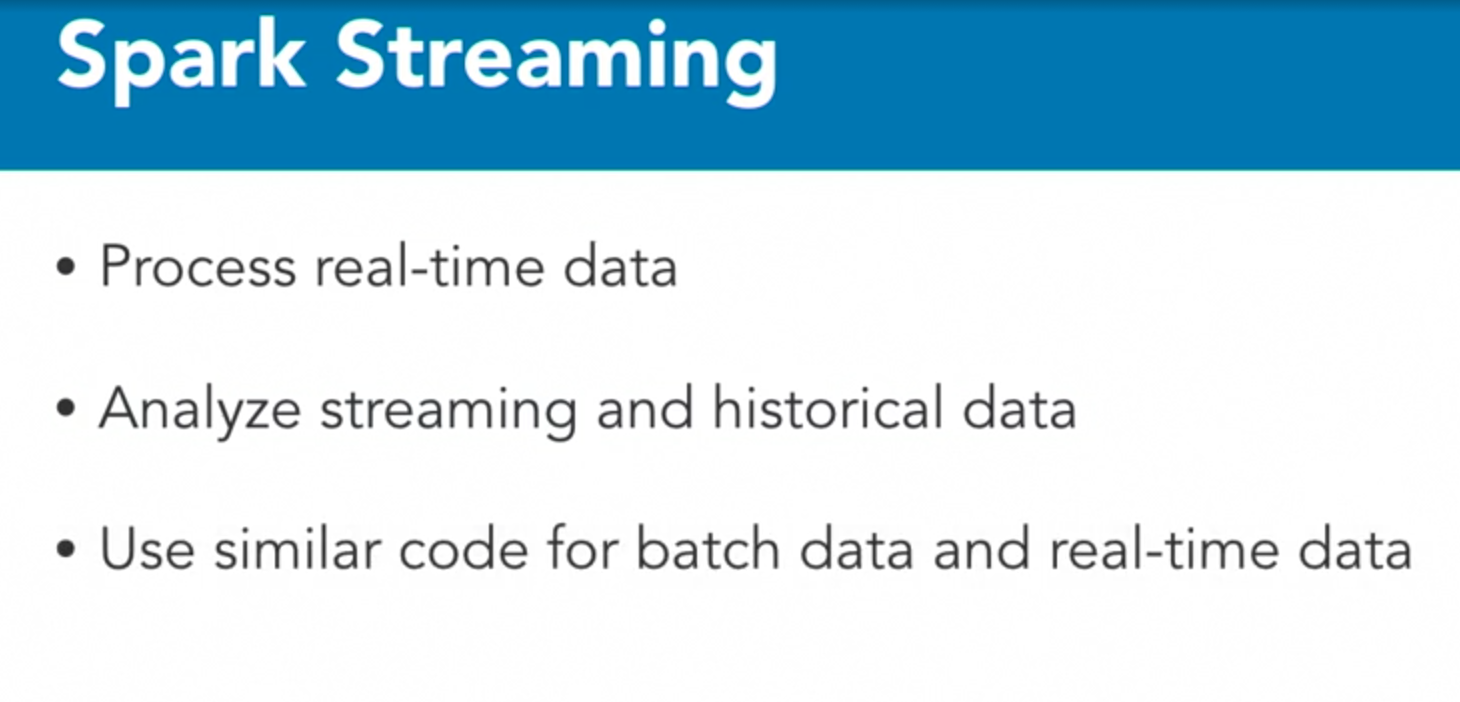 Spark Streaming
• Process real-time data
• Analyze streaming and historical data
• Use similar code for batch data and real-time data